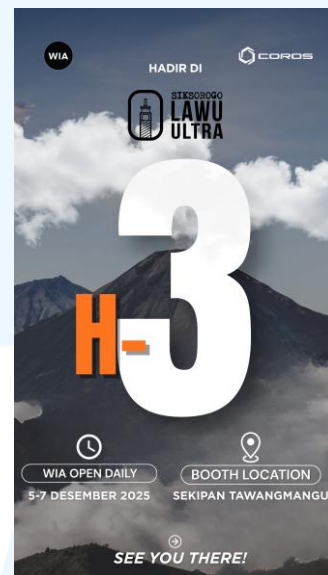 WIA
COROS
HADIR DI
SIKSOROGO
LAWU
ULTRA
H-3
WIA OPEN DAILY
5-7 DESEMBER 2025
BOOTH LOCATION
SEKIPAN TAWANGMANGU
SEE YOU THERE!